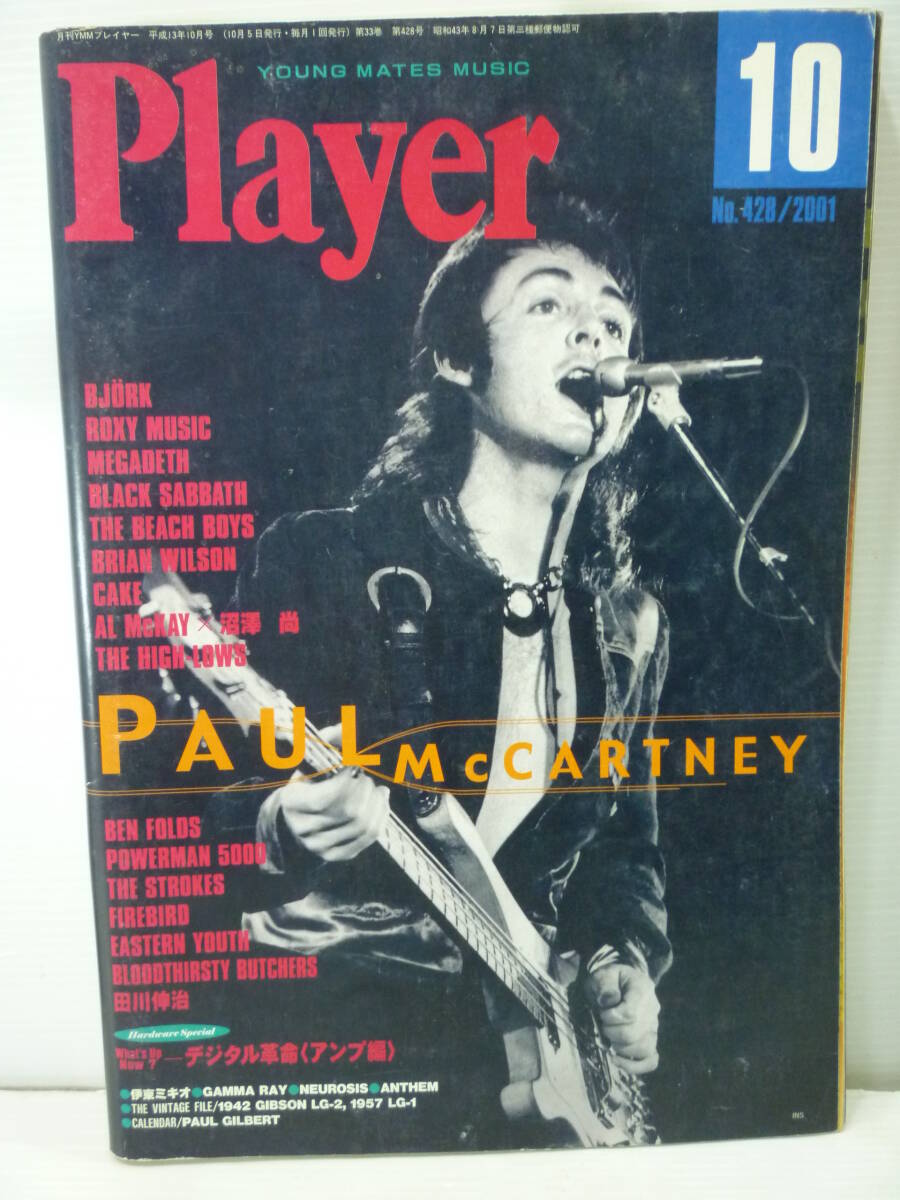 月刊YMMプレイヤー 平成13年10月号 (10月5日発行・毎月1回発行) 第33巻 第428号 昭和43年8月7日第三種郵便物認可
YOUNG MATES MUSIC
Player
10
No.428/2001
BJÖRK
ROXY MUSIC
MEGADETH
BLACK SABBATH
THE BEACH BOYS
BRIAN WILSON
CAKE
AL McKAY × 沼澤 尚
THE HIGH-LOWS
PAUL McCARTNEY
BEN FOLDS
POWERMAN 5000
THE STROKES
FIREBIRD
EASTERN YOUTH
BLOODTHIRSTY BUTCHERS
田川伸治
Hardware Special
What's Up Now? ―デジタル革命〈アンプ編〉
●伊東ミキオ●GAMMA RAY●NEUROSIS●ANTHEM
●THE VINTAGE FILE/1942 GIBSON LG-2, 1957 LG-1
●CALENDAR/PAUL GILBERT
INS